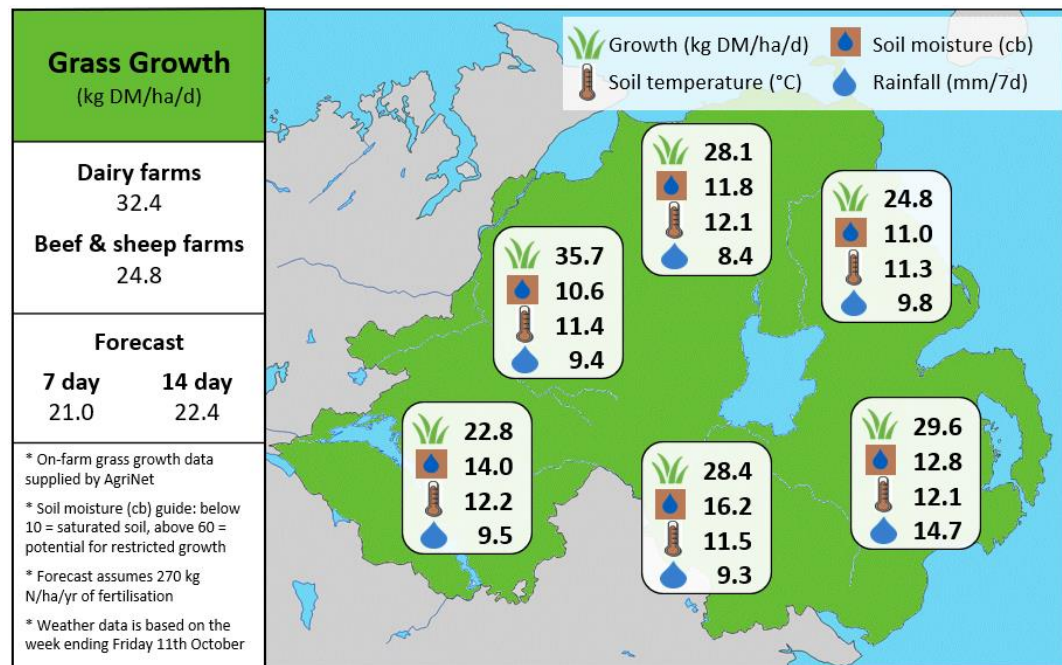 Grass Growth
(kg DM/ha/d)
Dairy farms
32.4
Beef & sheep farms
24.8
Forecast
7 day 14 day
21.0 22.4
* On-farm grass growth data
supplied by AgriNet
* Soil moisture (cb) guide: below
10 = saturated soil, above 60 =
potential for restricted growth
* Forecast assumes 270 kg
N/ha/yr of fertilisation
* Weather data is based on the
week ending Friday 11th October
Growth (kg DM/ha/d) Soil moisture (cb)
Soil temperature (°C) Rainfall (mm/7d)
28.1
11.8
12.1
8.4
24.8
11.0
11.3
9.8
35.7
10.6
11.4
9.4
22.8
14.0
12.2
9.5
28.4
16.2
11.5
9.3
29.6
12.8
12.1
14.7